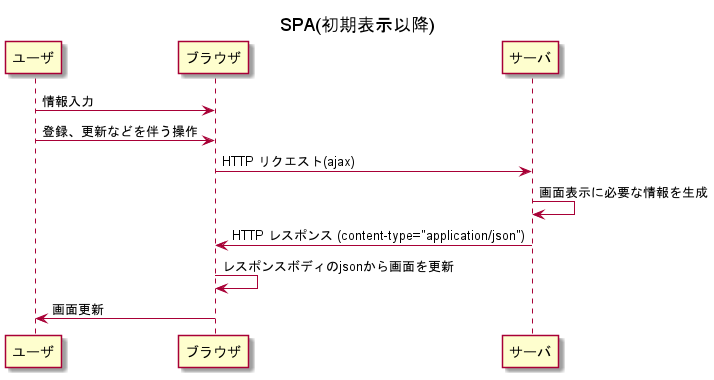 SPA(初期表示以降)
ユーザ
ブラウザ
サーバ
情報入力
登録、更新などを伴う操作
HTTP リクエスト(ajax)
画面表示に必要な情報を生成
HTTP レスポンス (content-type="application/json")
レスポンスボディのjsonから画面を更新
画面更新
ユーザ
ブラウザ
サーバ